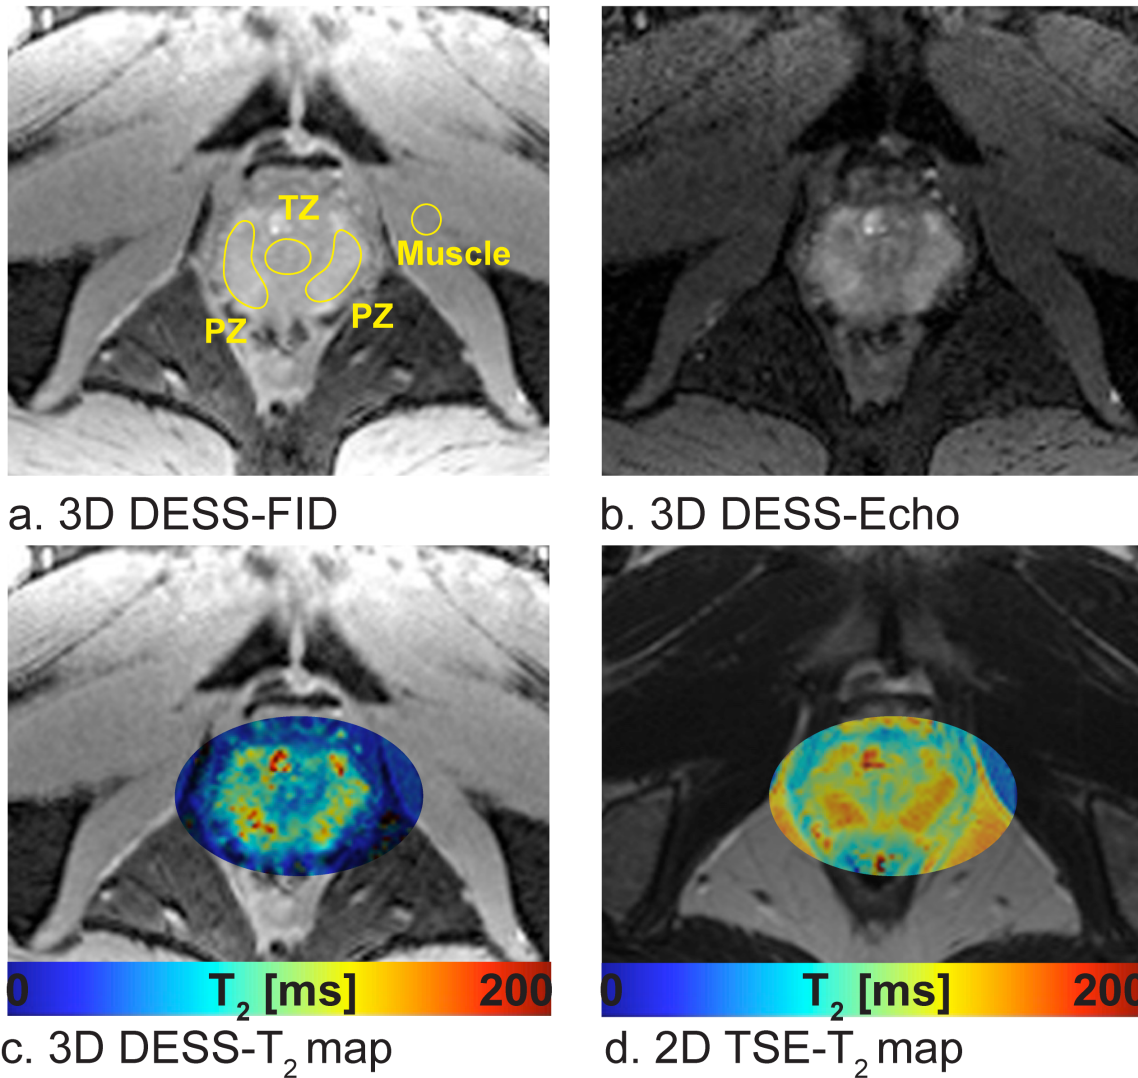 TZ
Muscle
PZ
PZ
a. 3D DESS-FID
b. 3D DESS-Echo
0 T₂ [ms] 200
0 T₂ [ms] 200
c. 3D DESS-T₂ map
d. 2D TSE-T₂ map